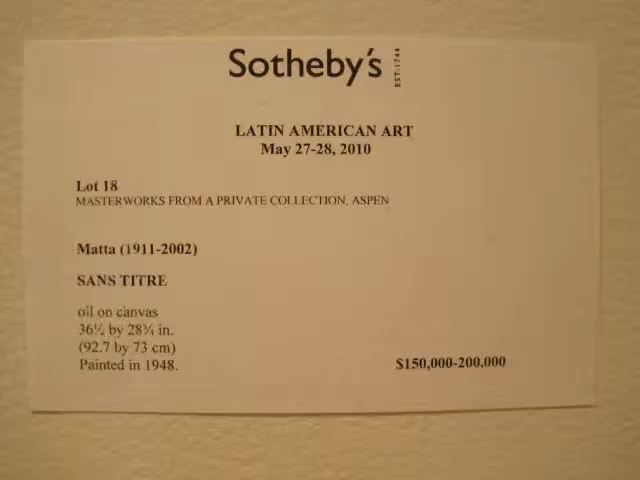 Sotheby's EST. 1744
LATIN AMERICAN ART
May 27-28, 2010
Lot 18
MASTERWORKS FROM A PRIVATE COLLECTION, ASPEN
Matta (1911-2002)
SANS TITRE
oil on canvas
36½ by 28¾ in.
(92.7 by 73 cm)
Painted in 1948.
$150,000-200,000